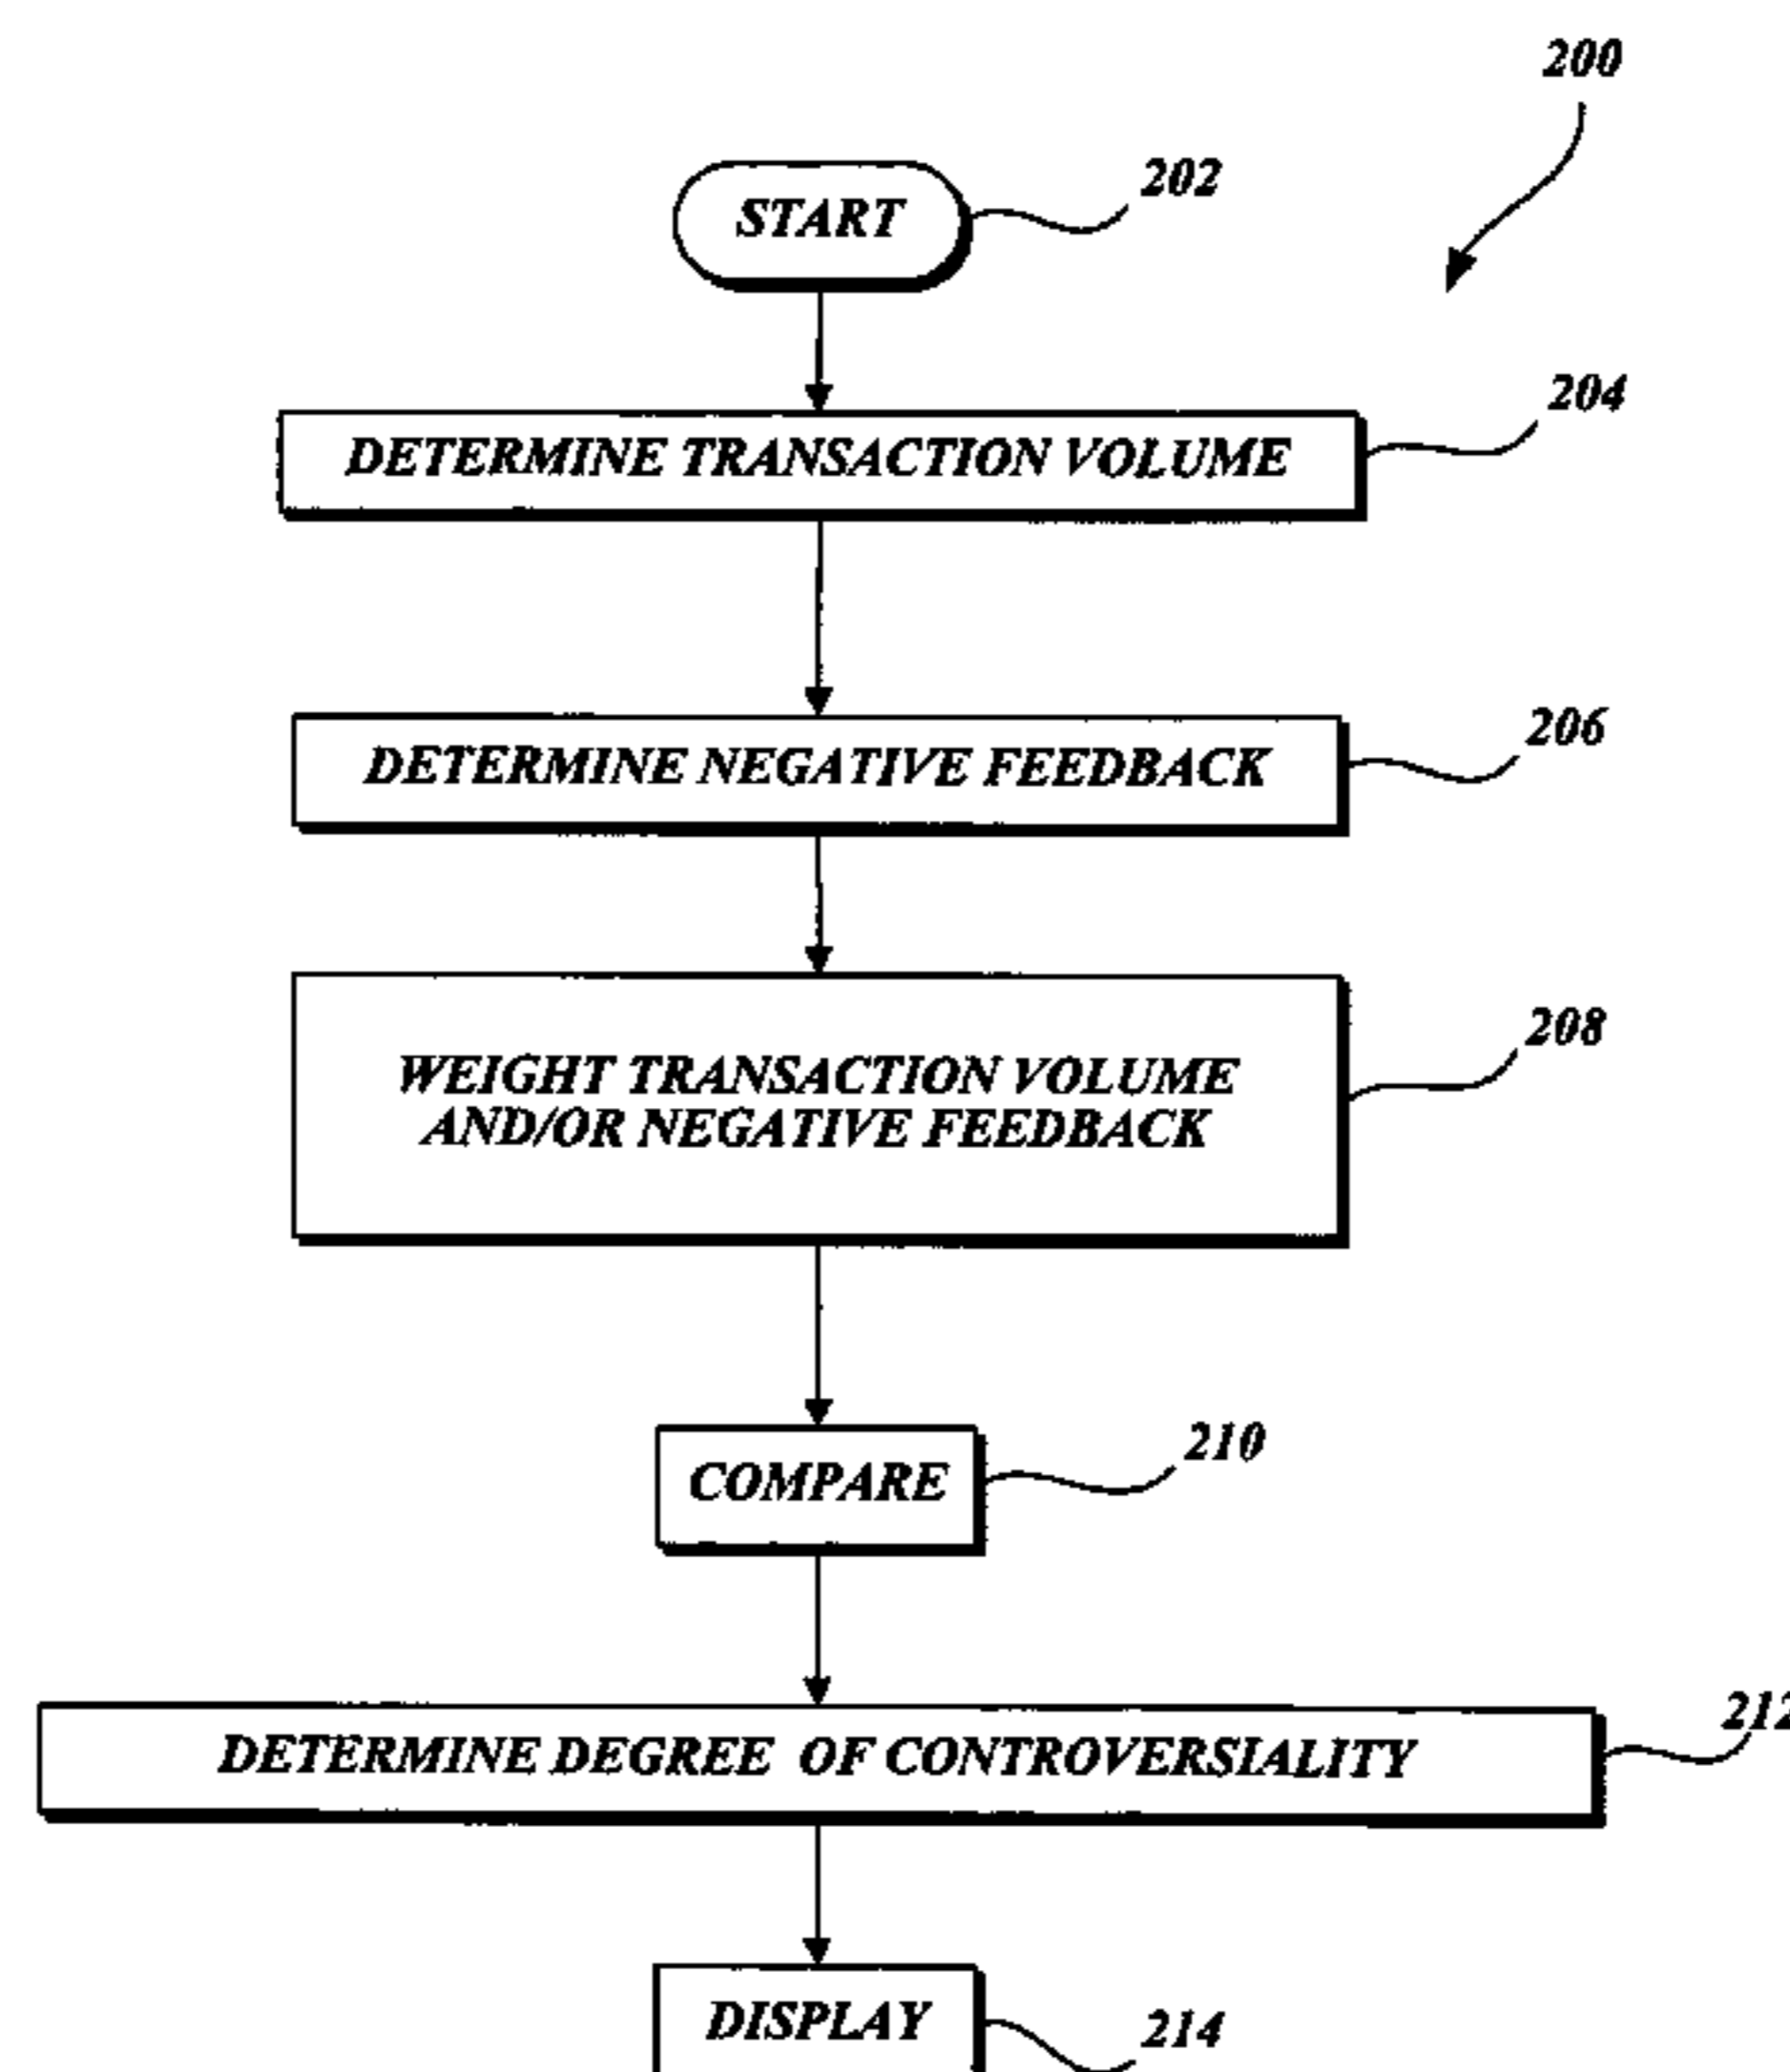 200
START
202
DETERMINE TRANSACTION VOLUME
204
DETERMINE NEGATIVE FEEDBACK
206
WEIGHT TRANSACTION VOLUME
AND/OR NEGATIVE FEEDBACK
208
COMPARE
210
DETERMINE DEGREE OF CONTROVERSIALITY
212
DISPLAY
214